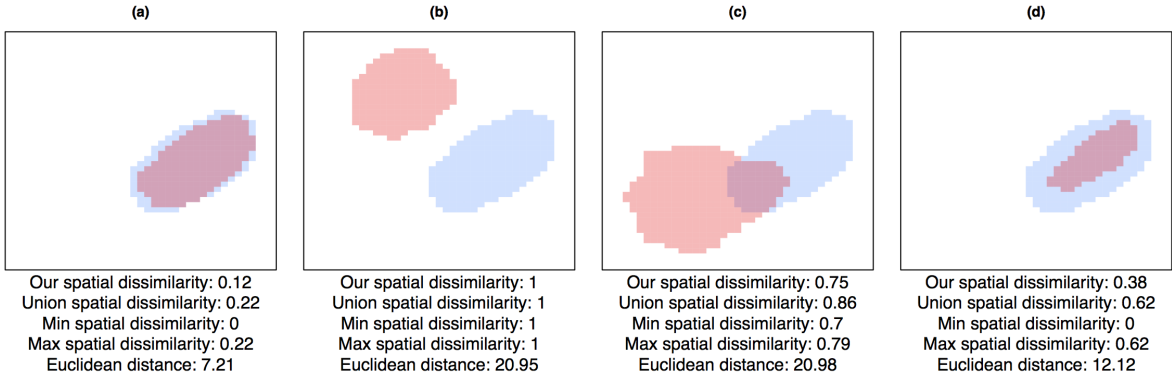 (a)
Our spatial dissimilarity: 0.12
Union spatial dissimilarity: 0.22
Min spatial dissimilarity: 0
Max spatial dissimilarity: 0.22
Euclidean distance: 7.21
(b)
Our spatial dissimilarity: 1
Union spatial dissimilarity: 1
Min spatial dissimilarity: 1
Max spatial dissimilarity: 1
Euclidean distance: 20.95
(c)
Our spatial dissimilarity: 0.75
Union spatial dissimilarity: 0.86
Min spatial dissimilarity: 0.7
Max spatial dissimilarity: 0.79
Euclidean distance: 20.98
(d)
Our spatial dissimilarity: 0.38
Union spatial dissimilarity: 0.62
Min spatial dissimilarity: 0
Max spatial dissimilarity: 0.62
Euclidean distance: 12.12